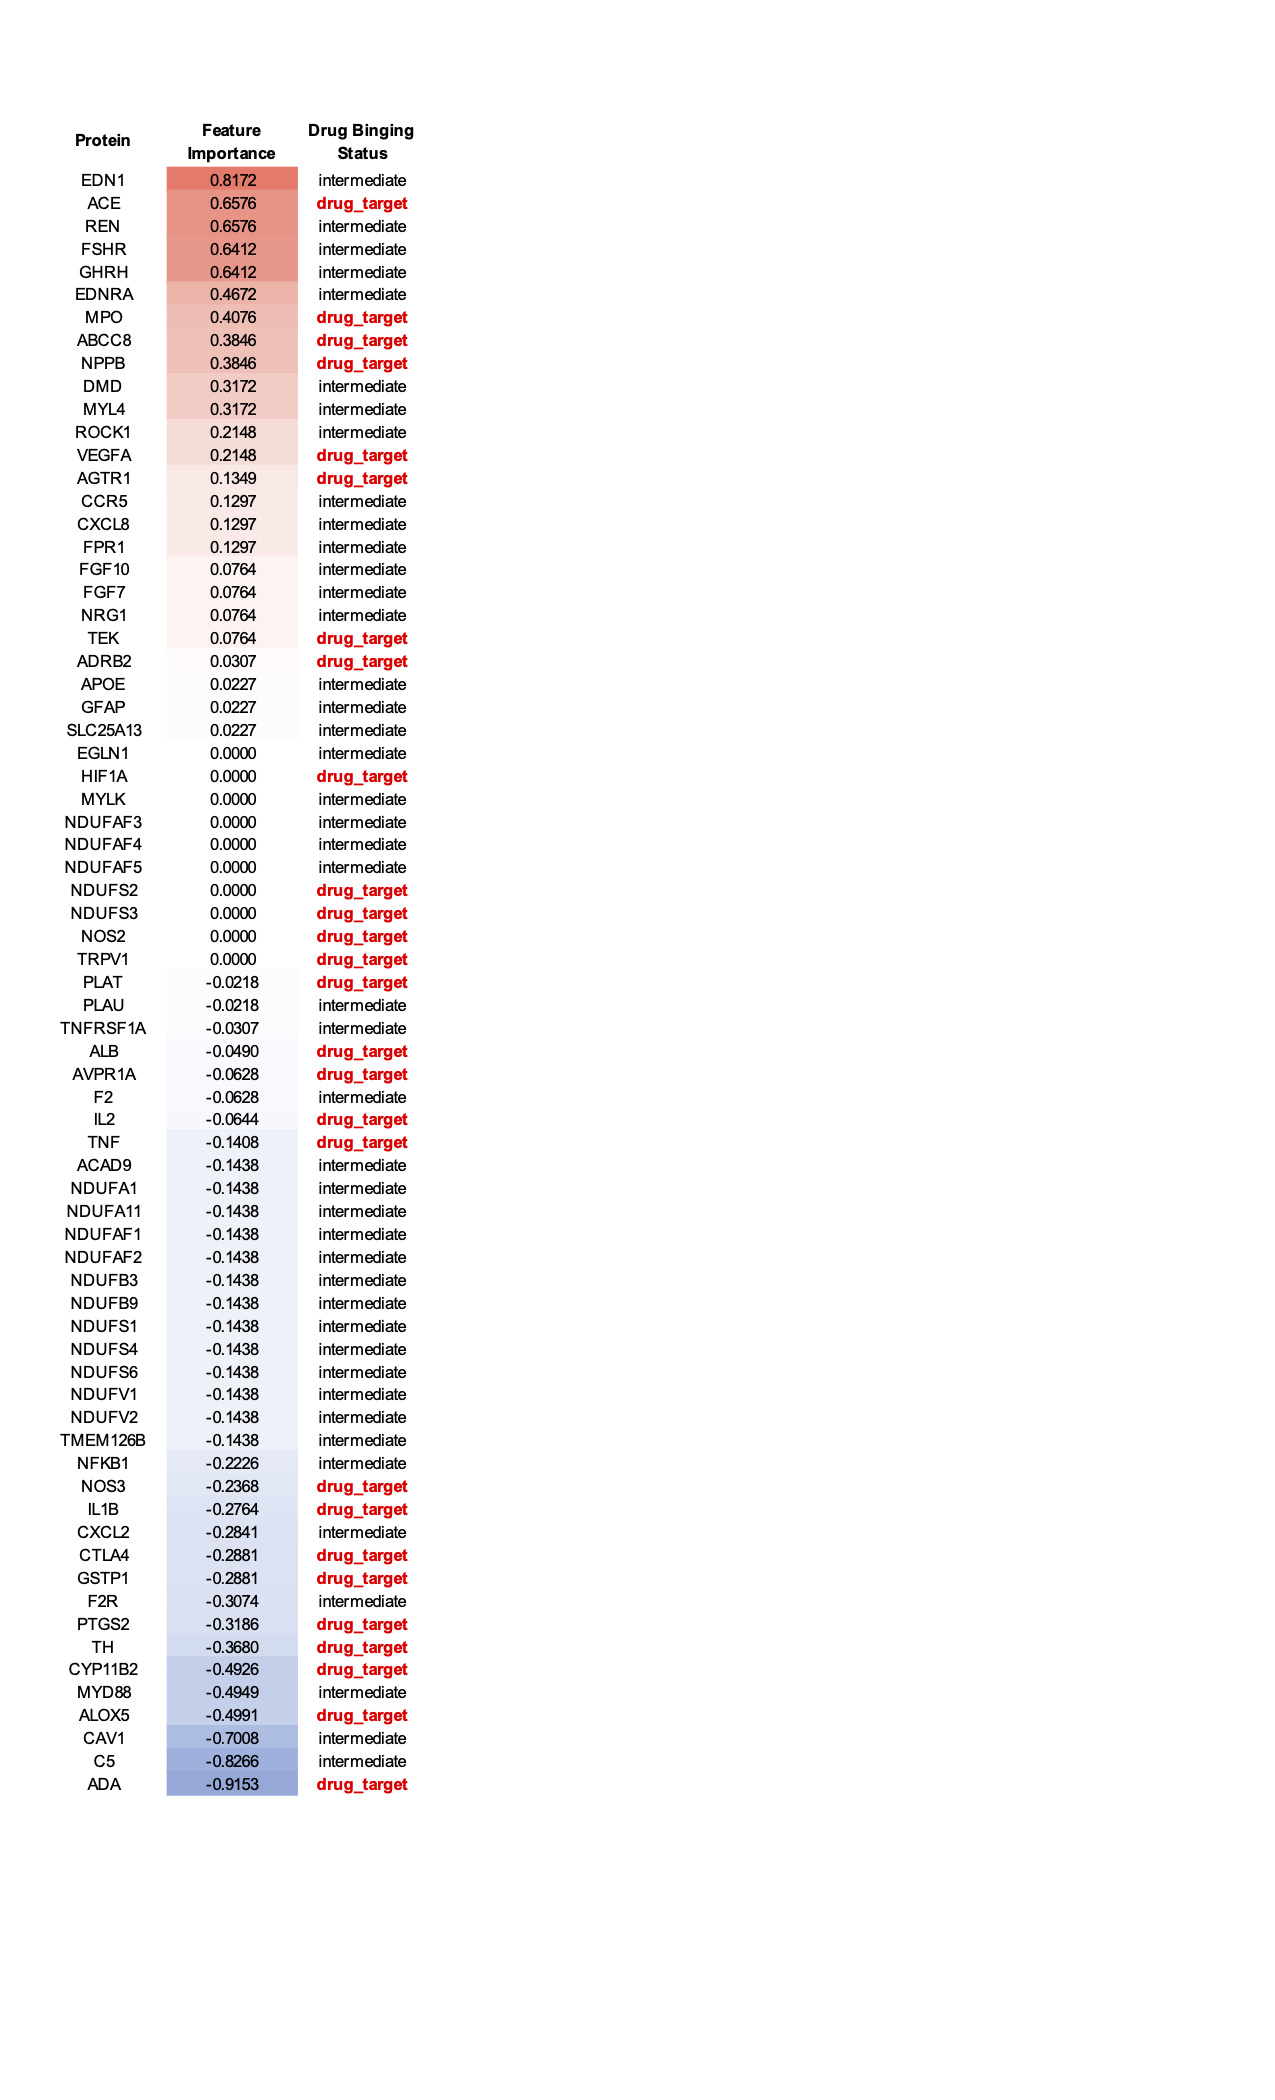 Protein Feature Importance Drug Binging Status
EDN1 0.8172 intermediate
ACE 0.6576 drug_target
REN 0.6576 intermediate
FSHR 0.6412 intermediate
GHRH 0.6412 intermediate
EDNRA 0.4672 intermediate
MPO 0.4076 drug_target
ABCC8 0.3846 drug_target
NPPB 0.3846 drug_target
DMD 0.3172 intermediate
MYL4 0.3172 intermediate
ROCK1 0.2148 intermediate
VEGFA 0.2148 drug_target
AGTR1 0.1349 drug_target
CCR5 0.1297 intermediate
CXCL8 0.1297 intermediate
FPR1 0.1297 intermediate
FGF10 0.0764 intermediate
FGF7 0.0764 intermediate
NRG1 0.0764 intermediate
TEK 0.0764 drug_target
ADRB2 0.0307 drug_target
APOE 0.0227 intermediate
GFAP 0.0227 intermediate
SLC25A13 0.0227 intermediate
EGLN1 0.0000 intermediate
HIF1A 0.0000 drug_target
MYLK 0.0000 intermediate
NDUFAF3 0.0000 intermediate
NDUFAF4 0.0000 intermediate
NDUFAF5 0.0000 intermediate
NDUFS2 0.0000 drug_target
NDUFS3 0.0000 drug_target
NOS2 0.0000 drug_target
TRPV1 0.0000 drug_target
PLAT -0.0218 drug_target
PLAU -0.0218 intermediate
TNFRSF1A -0.0307 intermediate
ALB -0.0490 drug_target
AVPR1A -0.0628 drug_target
F2 -0.0628 intermediate
IL2 -0.0644 drug_target
TNF -0.1408 drug_target
ACAD9 -0.1438 intermediate
NDUFA1 -0.1438 intermediate
NDUFA11 -0.1438 intermediate
NDUFAF1 -0.1438 intermediate
NDUFAF2 -0.1438 intermediate
NDUFB3 -0.1438 intermediate
NDUFB9 -0.1438 intermediate
NDUFS1 -0.1438 intermediate
NDUFS4 -0.1438 intermediate
NDUFS6 -0.1438 intermediate
NDUFV1 -0.1438 intermediate
NDUFV2 -0.1438 intermediate
TMEM126B -0.1438 intermediate
NFKB1 -0.2226 intermediate
NOS3 -0.2368 drug_target
IL1B -0.2764 drug_target
CXCL2 -0.2841 intermediate
CTLA4 -0.2881 drug_target
GSTP1 -0.2881 drug_target
F2R -0.3074 intermediate
PTGS2 -0.3186 drug_target
TH -0.3680 drug_target
CYP11B2 -0.4926 drug_target
MYD88 -0.4949 intermediate
ALOX5 -0.4991 drug_target
CAV1 -0.7008 intermediate
C5 -0.8266 intermediate
ADA -0.9153 drug_target